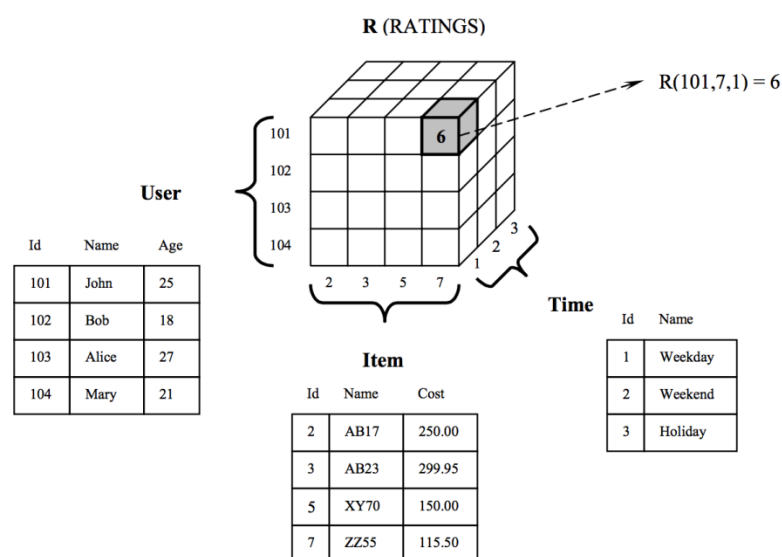 R (RATINGS)
R(101,7,1) = 6
101
6
102
User
103
104
3
2
1
2 3 5 7
Id Name Age
101 John 25
102 Bob 18
103 Alice 27
104 Mary 21
Time
Id Name
1 Weekday
2 Weekend
3 Holiday
Item
Id Name Cost
2 AB17 250.00
3 AB23 299.95
5 XY70 150.00
7 ZZ55 115.50